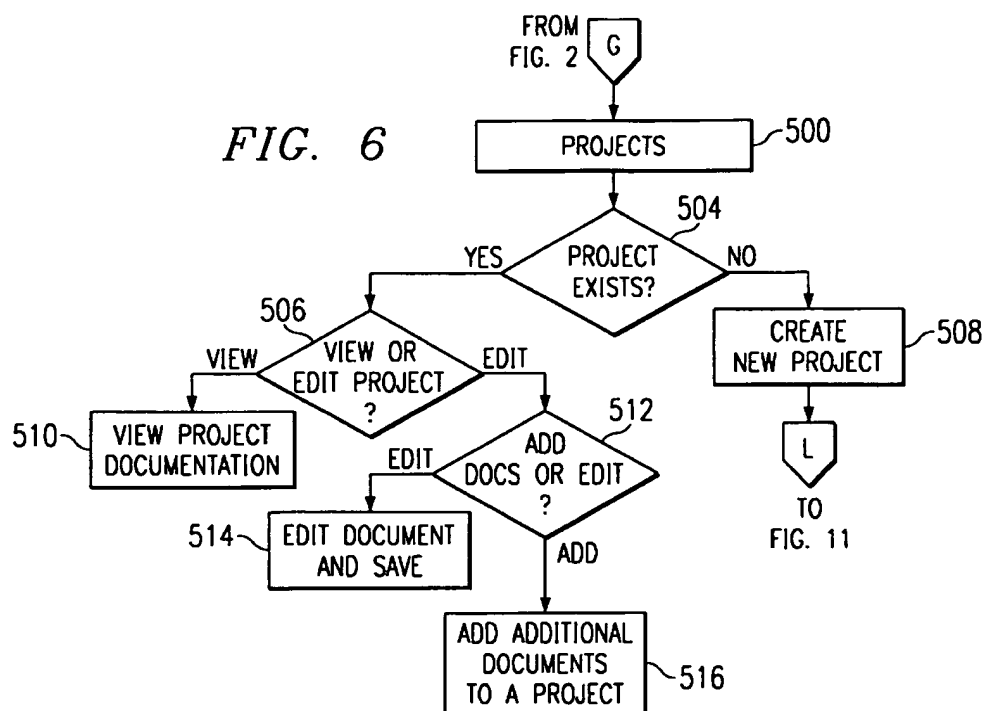 FROM
FIG. 2
G
FIG. 6
PROJECTS
500
504
YES
PROJECT
EXISTS?
NO
506
VIEW
VIEW OR
EDIT PROJECT
?
EDIT
CREATE
NEW PROJECT
508
510
VIEW PROJECT
DOCUMENTATION
512
EDIT
ADD
DOCS OR EDIT
?
L
TO
FIG. 11
514
EDIT DOCUMENT
AND SAVE
ADD
ADD ADDITIONAL
DOCUMENTS
TO A PROJECT
516